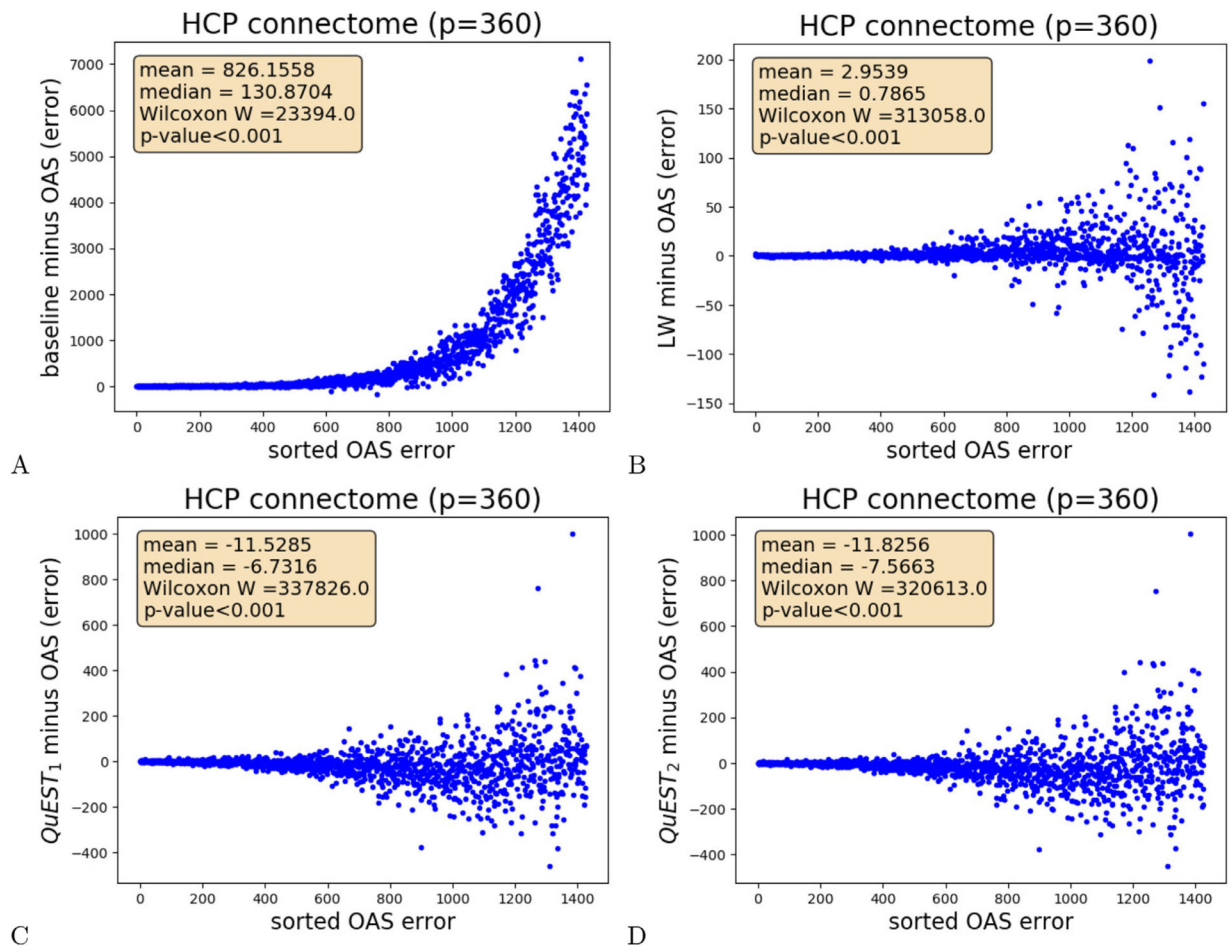 HCP connectome (p=360)
baseline minus OAS (error)
7000
6000
5000
4000
3000
2000
1000
0
mean = 826.1558
median = 130.8704
Wilcoxon W =23394.0
p-value<0.001
0 200 400 600 800 1000 1200 1400
sorted OAS error
A
HCP connectome (p=360)
LW minus OAS (error)
200
150
100
50
0
−50
−100
−150
mean = 2.9539
median = 0.7865
Wilcoxon W =313058.0
p-value<0.001
0 200 400 600 800 1000 1200 1400
sorted OAS error
B
HCP connectome (p=360)
QuEST₁ minus OAS (error)
1000
800
600
400
200
0
−200
−400
mean = -11.5285
median = -6.7316
Wilcoxon W =337826.0
p-value<0.001
0 200 400 600 800 1000 1200 1400
sorted OAS error
C
HCP connectome (p=360)
QuEST₂ minus OAS (error)
1000
800
600
400
200
0
−200
−400
mean = -11.8256
median = -7.5663
Wilcoxon W =320613.0
p-value<0.001
0 200 400 600 800 1000 1200 1400
sorted OAS error
D